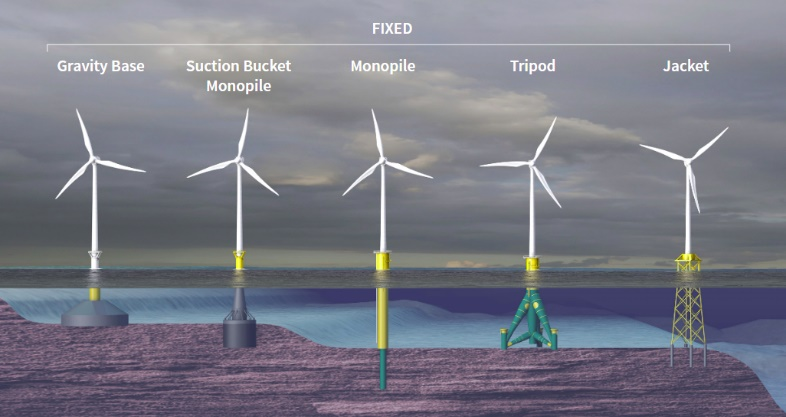 FIXED
Gravity Base
Suction Bucket
Monopile
Monopile
Tripod
Jacket